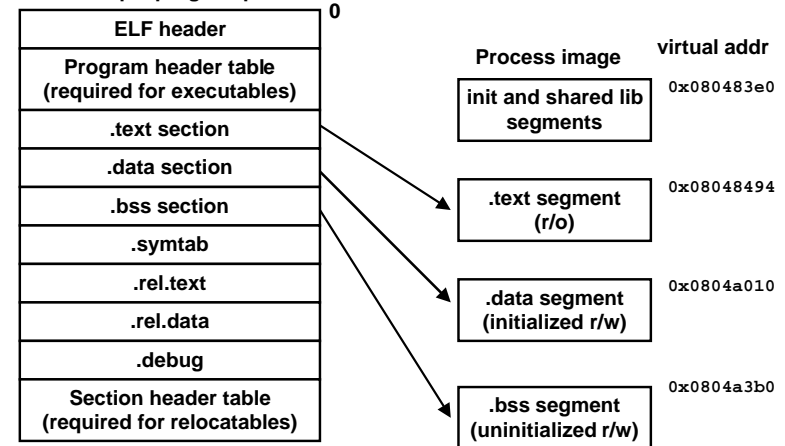 0
ELF header
Program header table
(required for executables)
.text section
.data section
.bss section
.symtab
.rel.text
.rel.data
.debug
Section header table
(required for relocatables)
Process image
virtual addr
init and shared lib
segments
0x080483e0
.text segment
(r/o)
0x08048494
.data segment
(initialized r/w)
0x0804a010
.bss segment
(uninitialized r/w)
0x0804a3b0